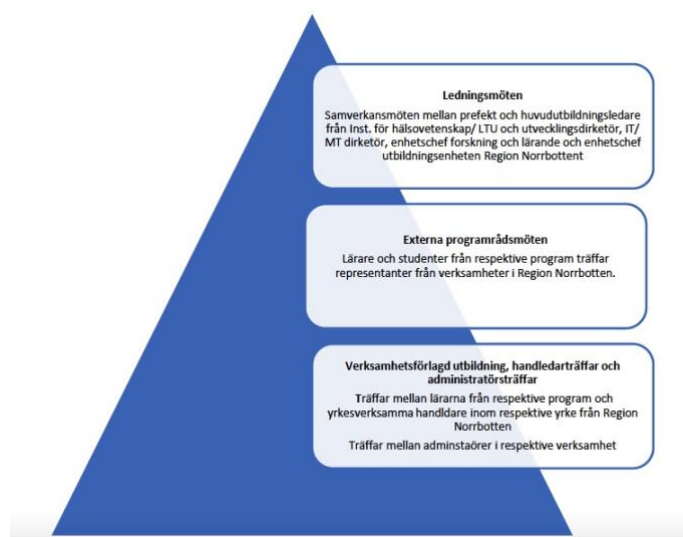 Ledningsmöten
Samverkansmöten mellan prefekt och huvudutbildningsledare
från Inst. för hälsovetenskap/ LTU och utvecklingsdirketör, IT/
MT dirketör, enhetschef forskning och lärande och enhetschef
utbildningsenheten Region Norrbottent
Externa programrådsmöten
Lärare och studenter från respektive program träffar
representanter från verksamheter i Region Norrbotten.
Verksamhetsförlagd utbildning, handledarträffar och
administratörsträffar
Träffar mellan lärarna från respektive program och
yrkesverksamma handldare inom respektive yrke från Region
Norrbotten
Träffar mellan adminstaörer i respektive verksamhet